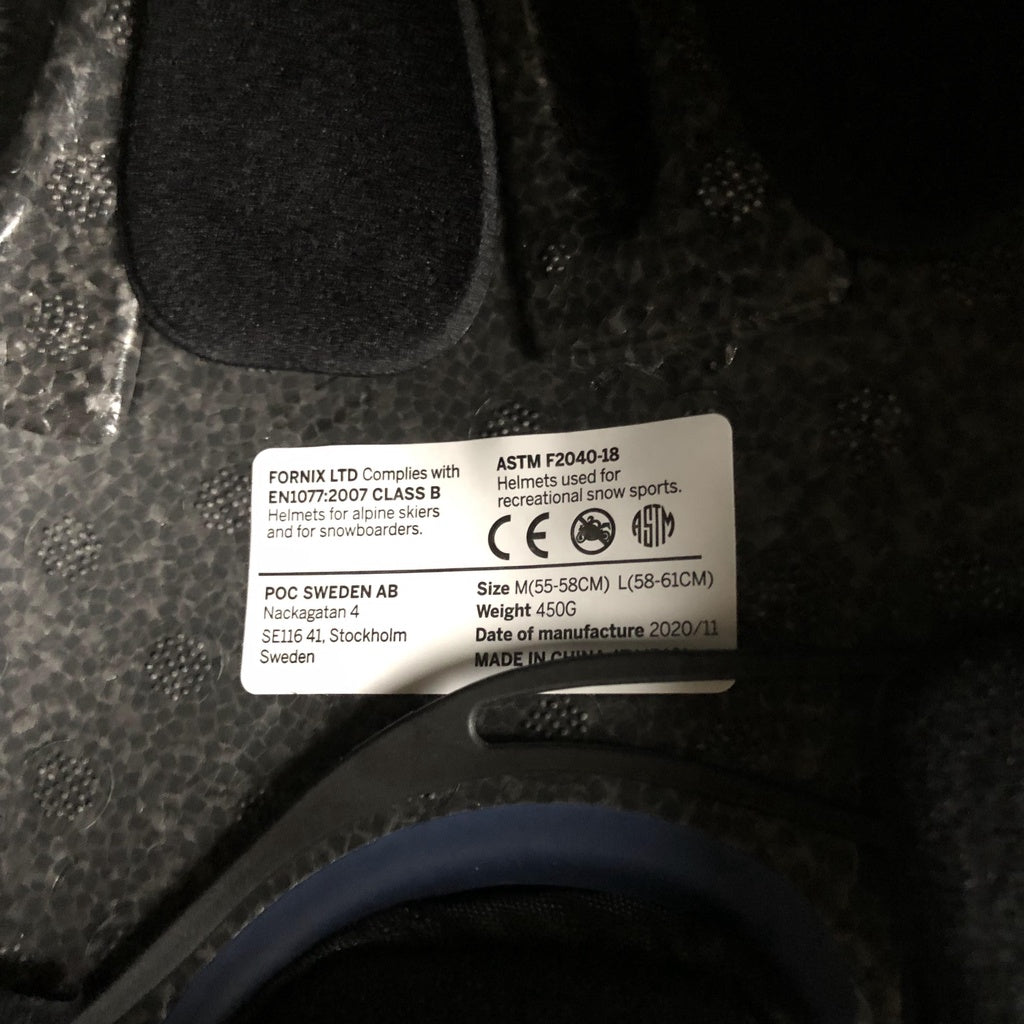 FORNIX LTD Complies with
EN1077:2007 CLASS B
Helmets for alpine skiers
and for snowboarders.
ASTM F2040-18
Helmets used for
recreational snow sports.
CE
ASTM
POC SWEDEN AB
Nackagatan 4
SE116 41, Stockholm
Sweden
Size M(55-58CM) L(58-61CM)
Weight 450G
Date of manufacture 2020/11
MADE IN CHINA